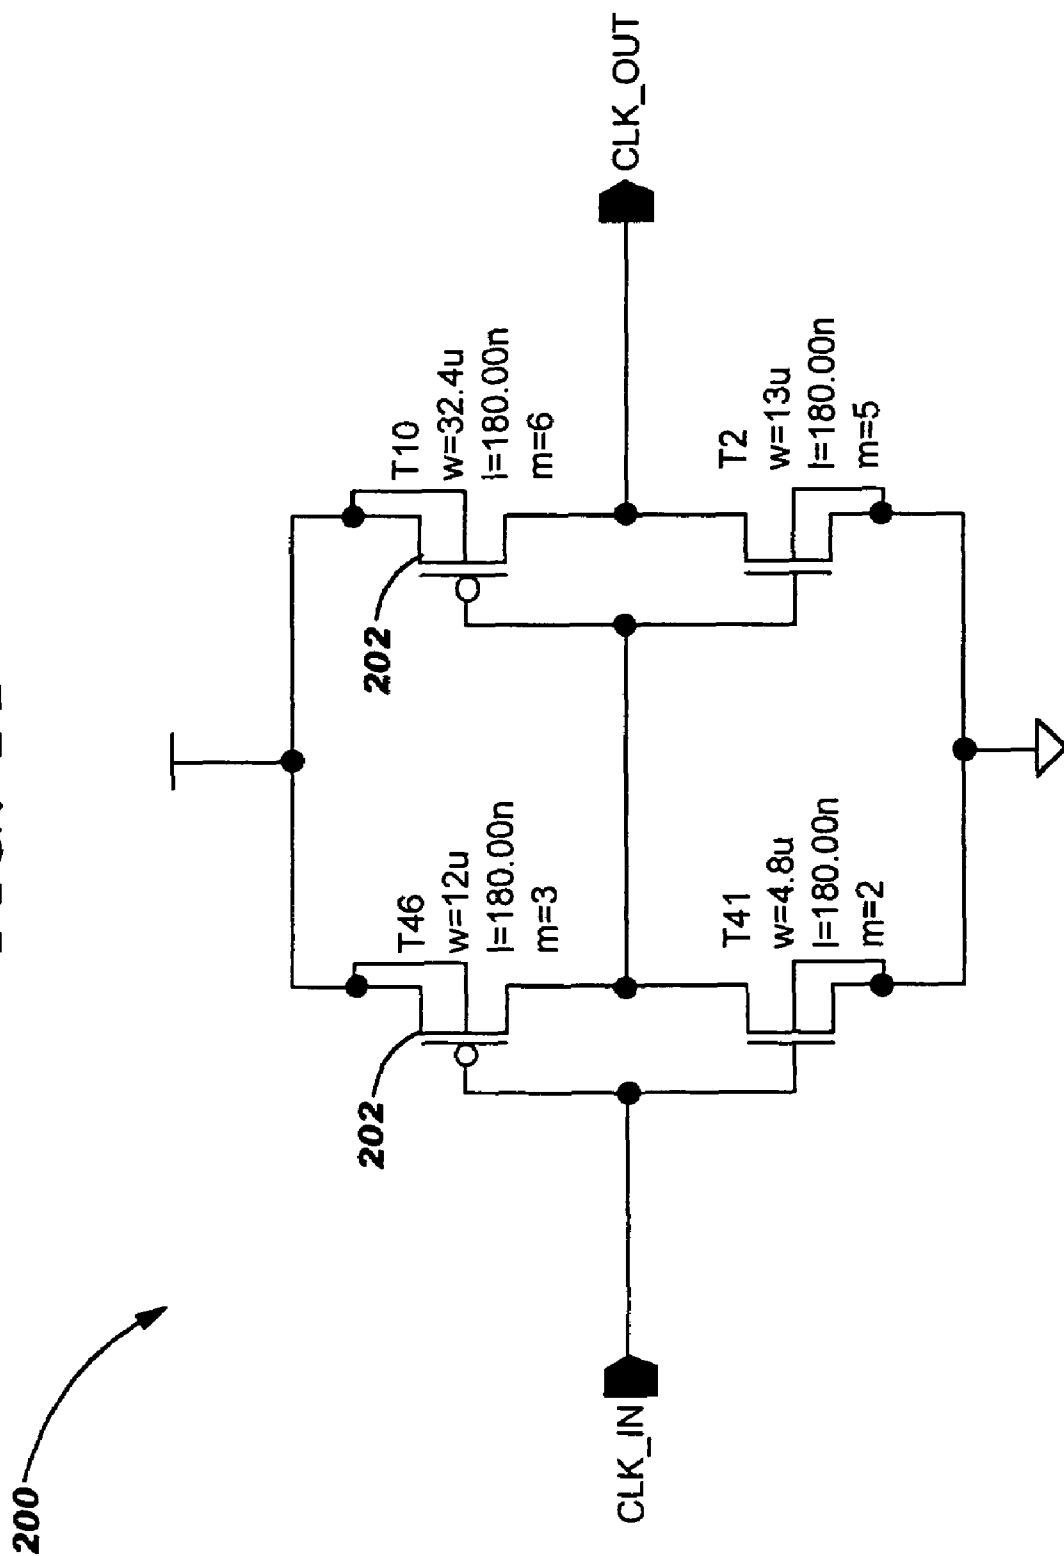 200
202
T46
w=12u
l=180.00n
m=3
202
T10
w=32.4u
l=180.00n
m=6
CLK_IN
CLK_OUT
T41
w=4.8u
l=180.00n
m=2
T2
w=13u
l=180.00n
m=5